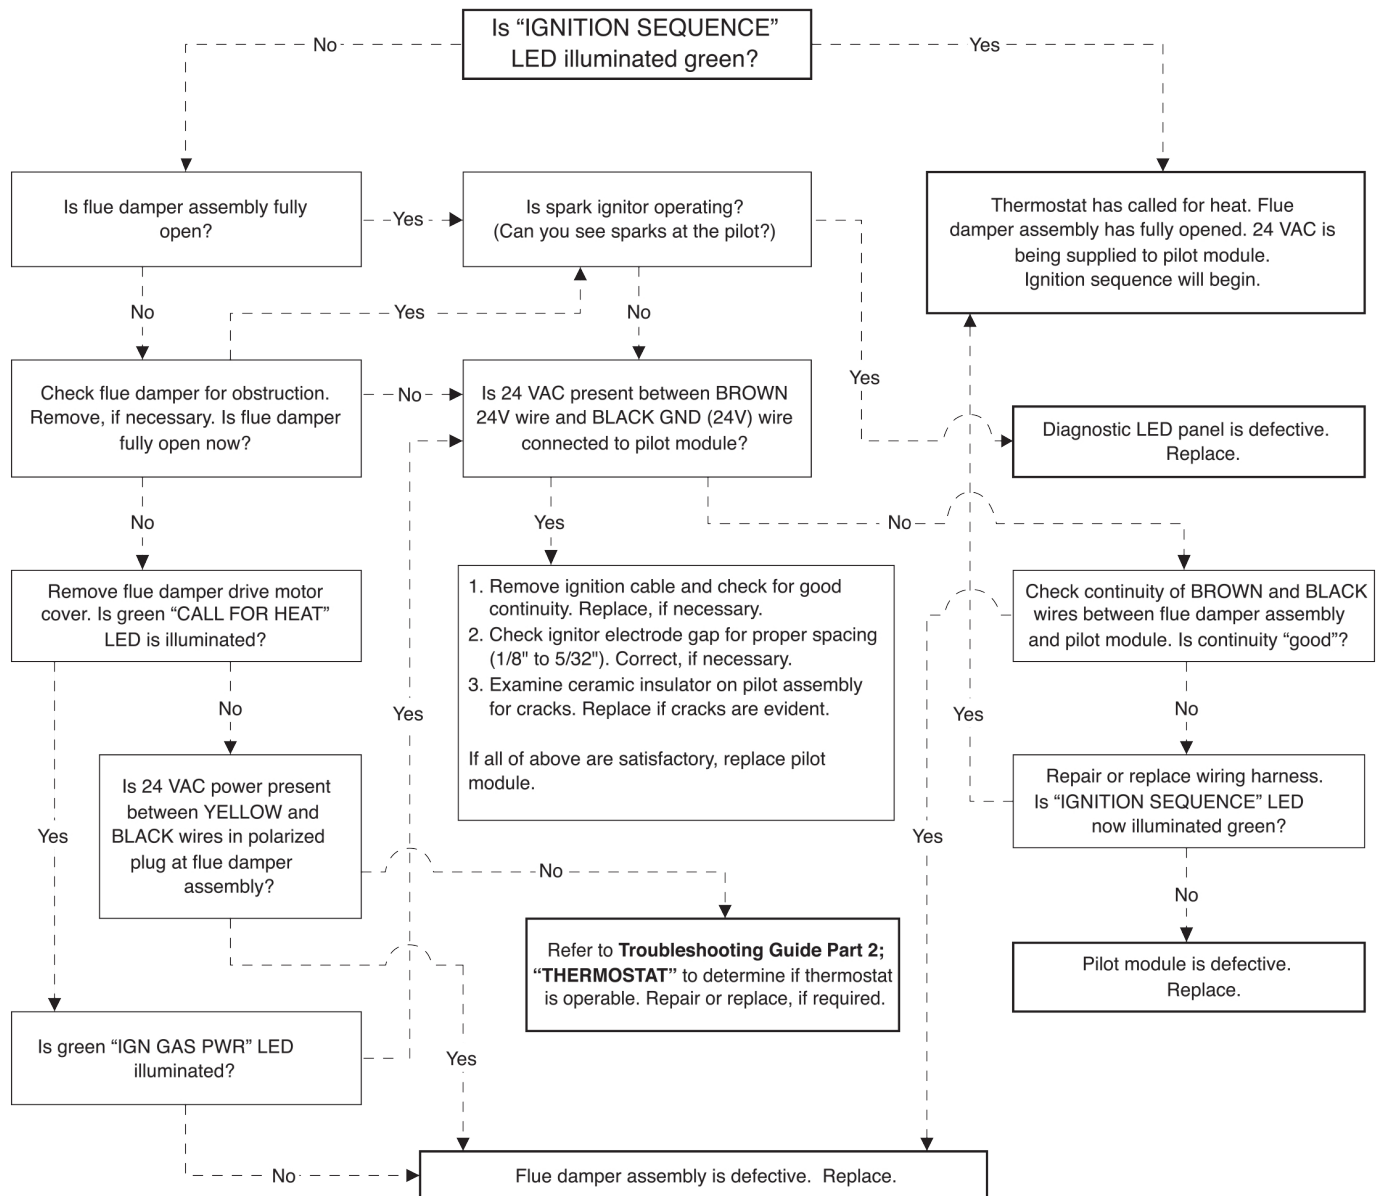 Is “IGNITION SEQUENCE”
LED illuminated green?
No
Yes
Is flue damper assembly fully
open?
Yes
Is spark ignitor operating?
(Can you see sparks at the pilot?)
Thermostat has called for heat. Flue
damper assembly has fully opened. 24 VAC is
being supplied to pilot module.
Ignition sequence will begin.
No
Yes
No
Check flue damper for obstruction.
Remove, if necessary. Is flue damper
fully open now?
No
Is 24 VAC present between BROWN
24V wire and BLACK GND (24V) wire
connected to pilot module?
Yes
Diagnostic LED panel is defective.
Replace.
No
Yes
No
Remove flue damper drive motor
cover. Is green “CALL FOR HEAT”
LED is illuminated?
1. Remove ignition cable and check for good
continuity. Replace, if necessary.
2. Check ignitor electrode gap for proper spacing
(1/8" to 5/32"). Correct, if necessary.
3. Examine ceramic insulator on pilot assembly
for cracks. Replace if cracks are evident.
If all of above are satisfactory, replace pilot
module.
Check continuity of BROWN and BLACK
wires between flue damper assembly
and pilot module. Is continuity “good”?
No
Yes
Yes
No
Is 24 VAC power present
between YELLOW and
BLACK wires in polarized
plug at flue damper
assembly?
Repair or replace wiring harness.
Is “IGNITION SEQUENCE” LED
now illuminated green?
Yes
Yes
No
No
Refer to Troubleshooting Guide Part 2;
“THERMOSTAT” to determine if thermostat
is operable. Repair or replace, if required.
Pilot module is defective.
Replace.
Is green “IGN GAS PWR” LED
illuminated?
Yes
No
Flue damper assembly is defective. Replace.